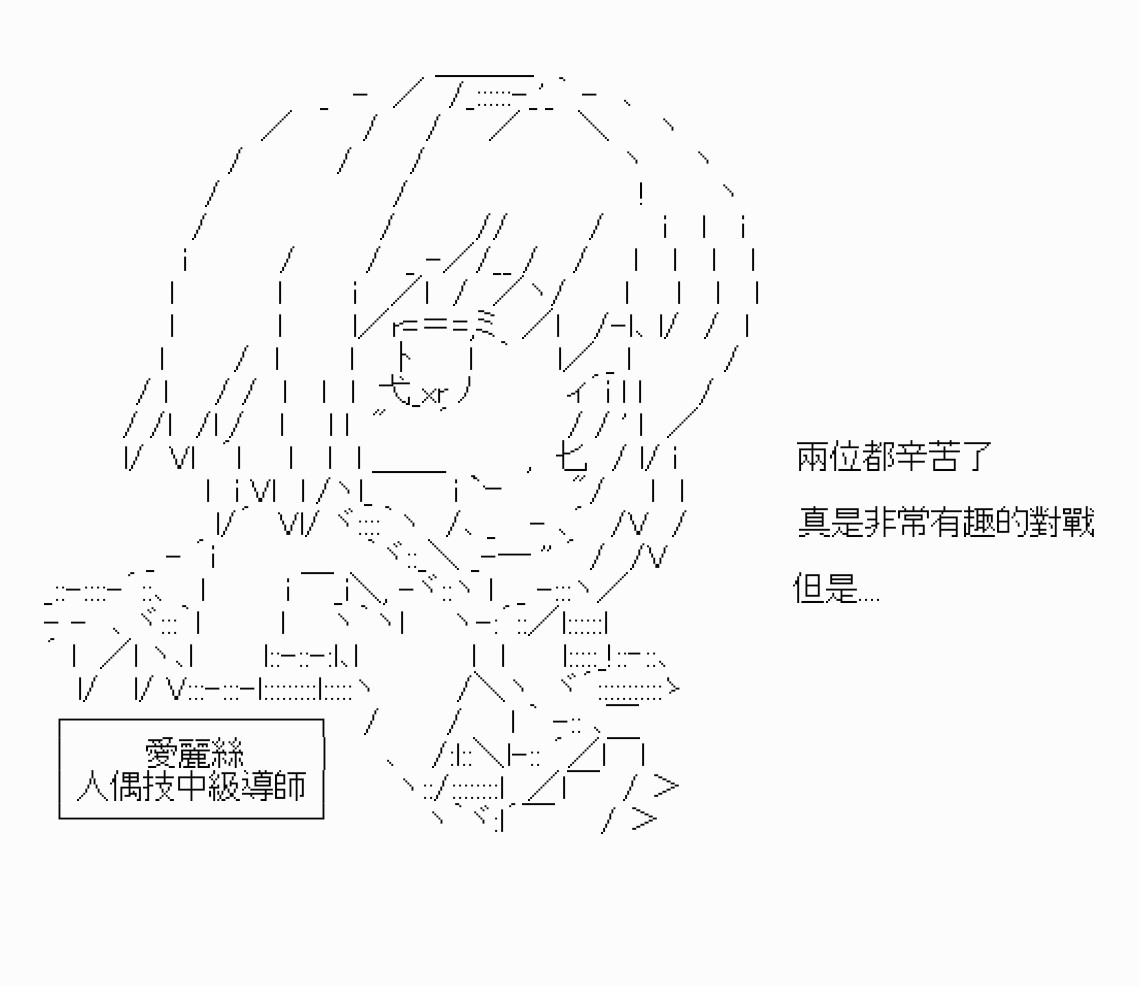 兩位都辛苦了
真是非常有趣的對戰
但是....
愛麗絲
人偶技中級導師